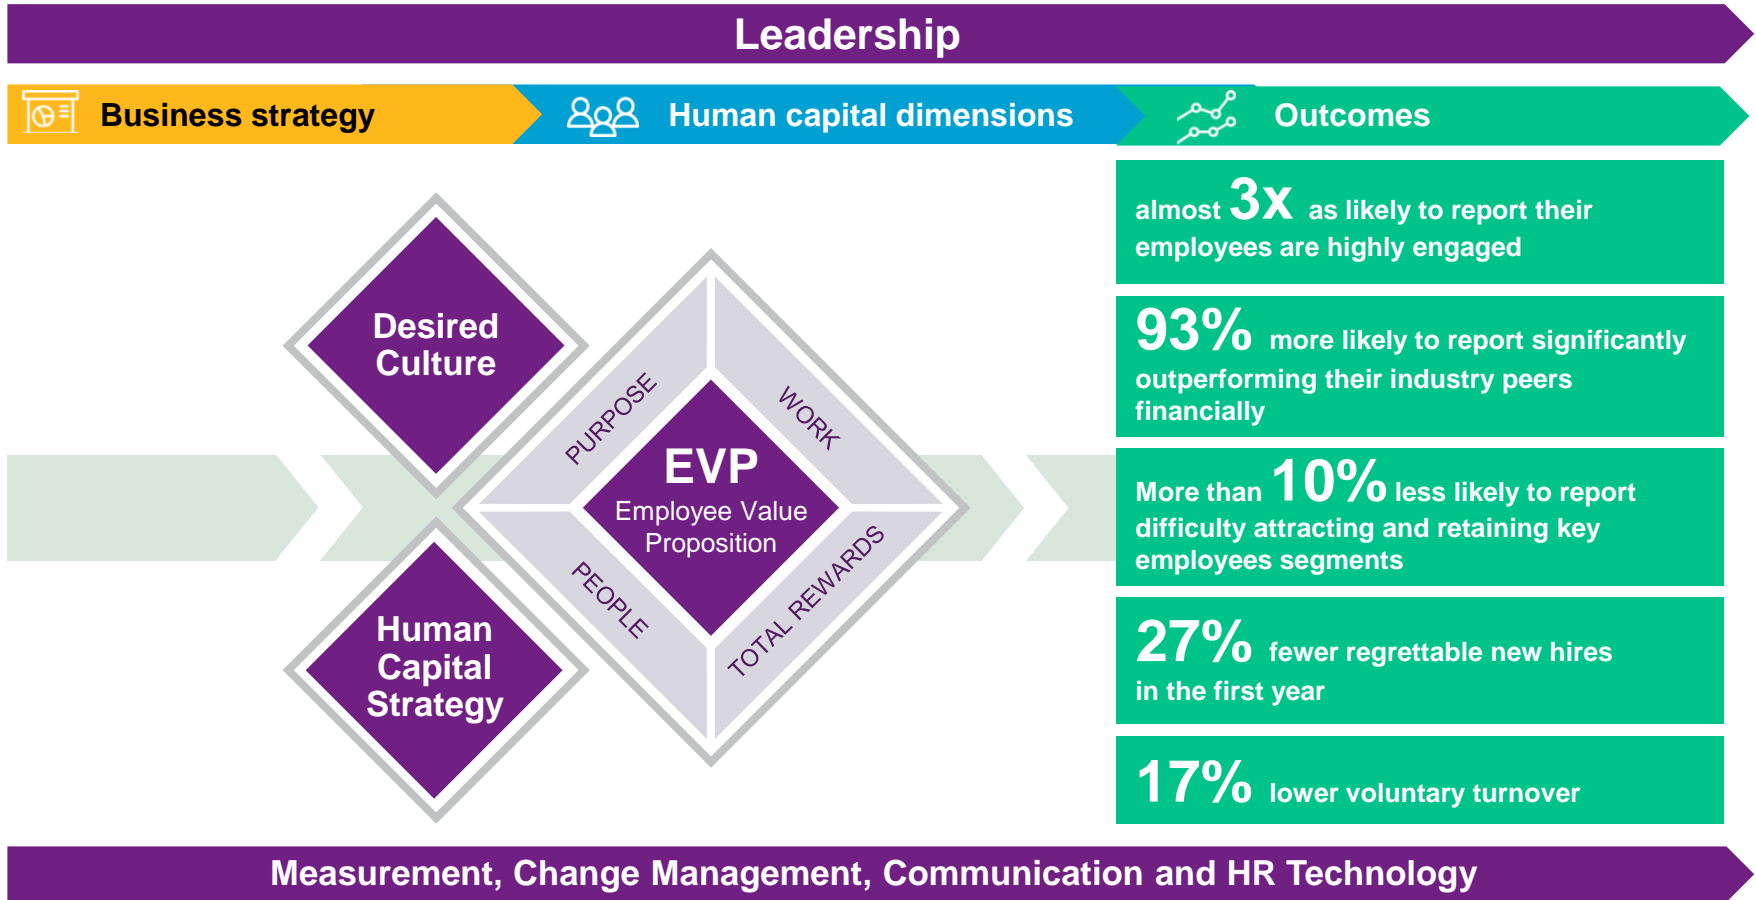 Leadership
Business strategy
Human capital dimensions
Outcomes
Desired
Culture
Human
Capital
Strategy
PURPOSE
WORK
EVP
Employee Value
Proposition
PEOPLE
TOTAL REWARDS
almost 3x as likely to report their
employees are highly engaged
93% more likely to report significantly
outperforming their industry peers
financially
More than 10% less likely to report
difficulty attracting and retaining key
employees segments
27% fewer regrettable new hires
in the first year
17% lower voluntary turnover
Measurement, Change Management, Communication and HR Technology